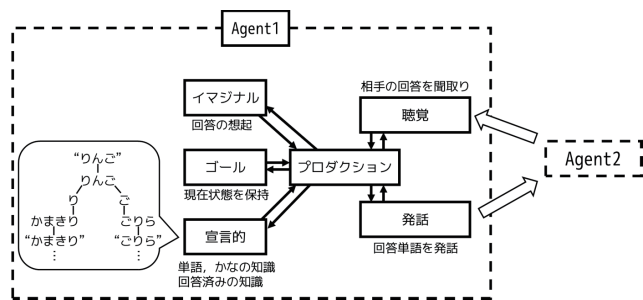 Agent1
イマジナル
回答の想起
ゴール
現在状態を保持
宣言的
単語，かなの知識
回答済みの知識
プロダクション
相手の回答を聞取り
聴覚
発話
回答単語を発話
Agent2
“りんご”
りんご
り ご
かまきり ごりら
“かまきり” “ごりら”
… …